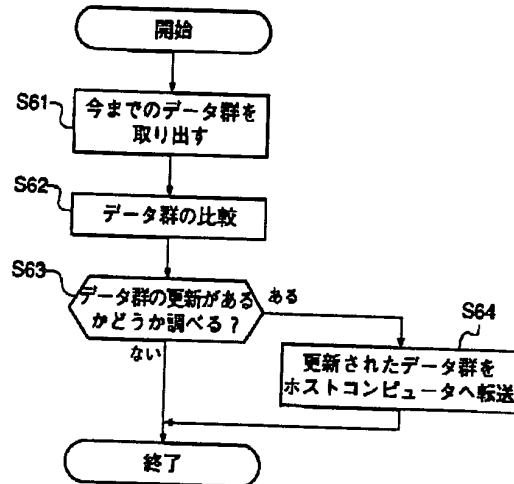 開始
S61
今までのデータ群を
取り出す
S62
データ群の比較
S63
データ群の更新がある
かどうか調べる?
ある
ない
S64
更新されたデータ群を
ホストコンピュータへ転送
終了